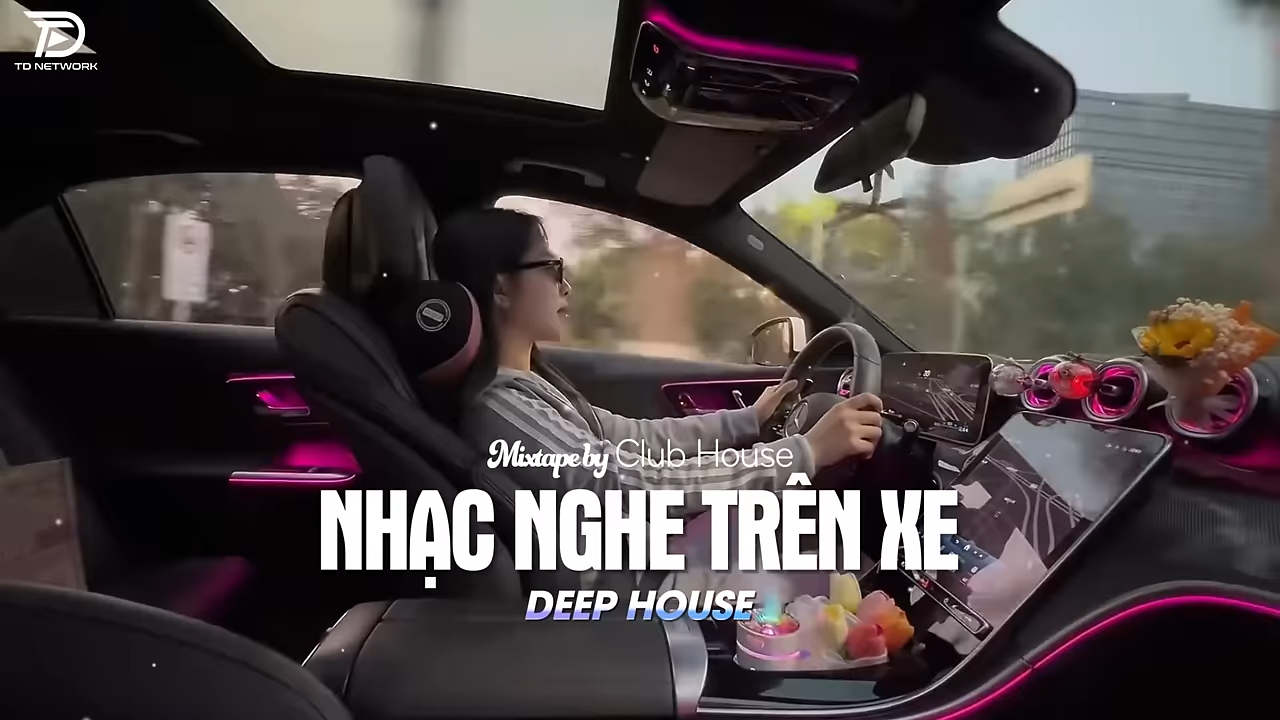 TD NETWORK
Mixtape by Club House
NHẠC NGHE TRÊN XE
DEEP HOUSE